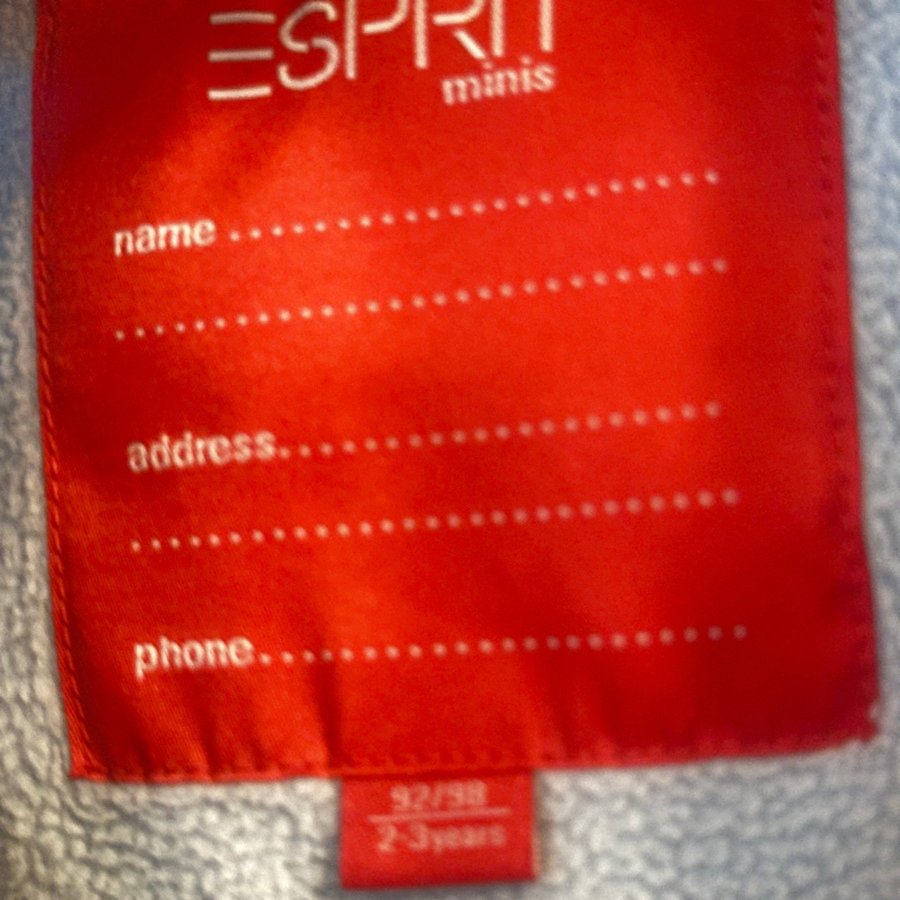 ESPRIT
minis
name ........................
.............................
address.....................
.............................
phone.......................
92/98
2-3years